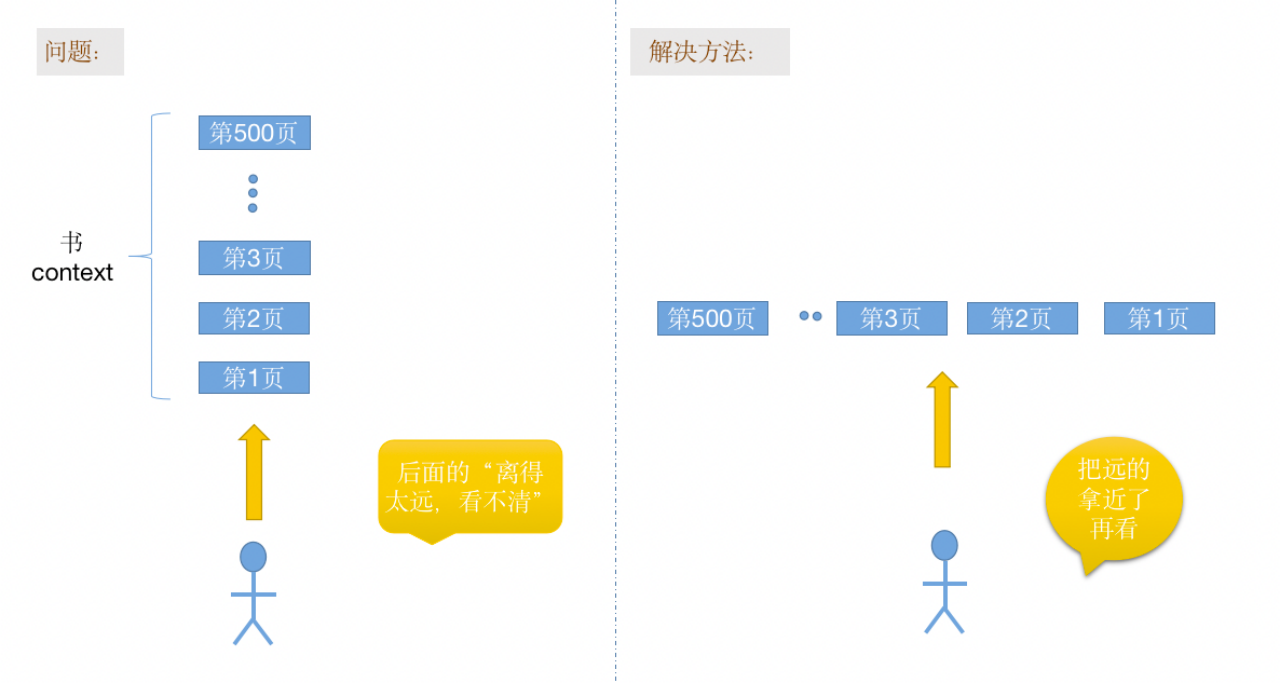 问题：
第500页
书
context
第3页
第2页
第1页
后面的“离得
太远，看不清”
解决方法：
第500页
第3页
第2页
第1页
把远的
拿近了
再看